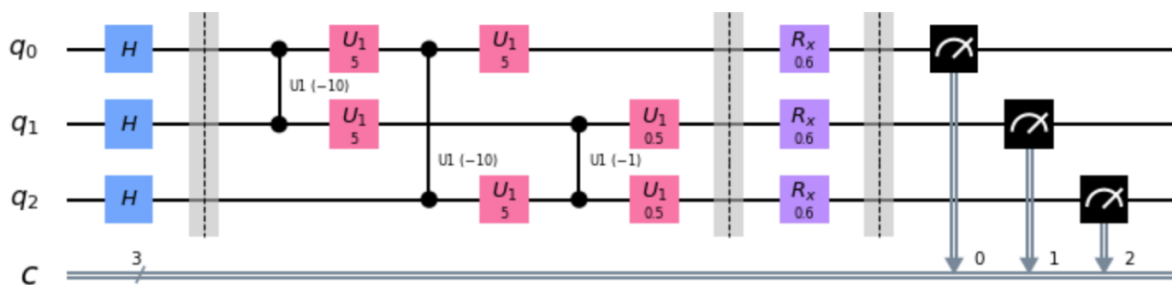 q0 H U1 5 U1 5 Rx 0.6
U1 (−10)
q1 H U1 5 U1 0.5 Rx 0.6
U1 (−10) U1 (−1)
q2 H U1 5 U1 0.5 Rx 0.6
c 3 0 1 2